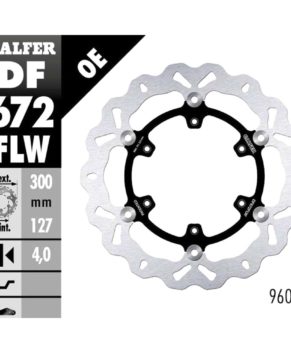 ALFER
DF
672
FLW
OE
ext.
300
mm
int.
127
4,0
960